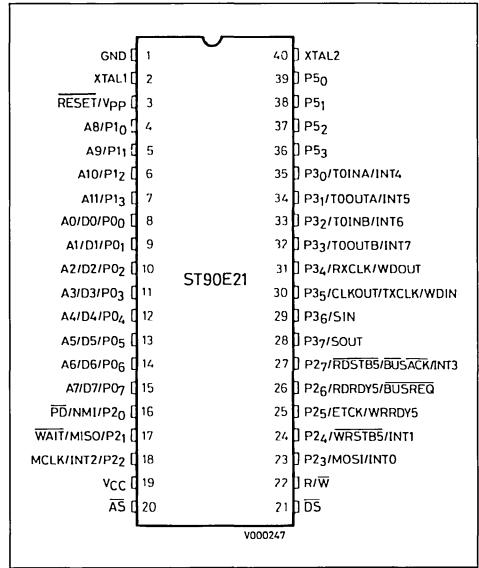 GND 1 40 XTAL2
XTAL1 2 39 P50
RESET/VPP 3 38 P51
A8/P10 4 37 P52
A9/P11 5 36 P53
A10/P12 6 35 P30/T0INA/INT4
A11/P13 7 34 P31/T0OUTA/INT5
A0/D0/P00 8 33 P32/T0INB/INT6
A1/D1/P01 9 32 P33/T0OUTB/INT7
A2/D2/P02 10 31 P34/RXCLK/WDOUT
ST90E21
A3/D3/P03 11 30 P35/CLKOUT/TXCLK/WDIN
A4/D4/P04 12 29 P36/SIN
A5/D5/P05 13 28 P37/SOUT
A6/D6/P06 14 27 P27/RDSTB5/BUSACK/INT3
A7/D7/P07 15 26 P26/RDRDY5/BUSREQ
PD/NMI/P20 16 25 P25/ETCK/WRRDY5
WAIT/MISO/P21 17 24 P24/WRSTB5/INT1
MCLK/INT2/P22 18 23 P23/MOSI/INT0
VCC 19 22 R/W
AS 20 21 DS
V000247